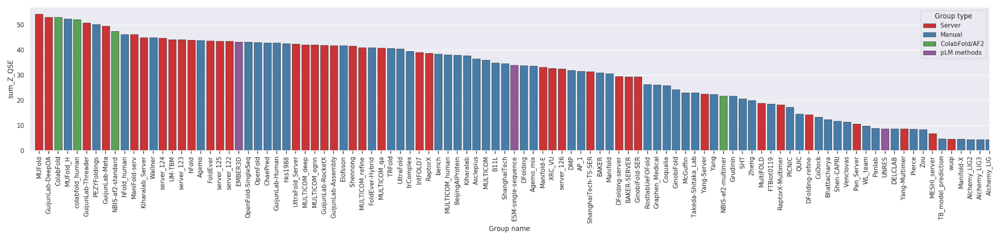 sum_Z_QSE
50
40
30
20
10
0
Group type
Server
Manual
ColabFold/AF2
pLM methods
MUFold
GuijunLab-DeepDA
ColabFold
MUFold_H
colabfold_human
GuijunLab-Threader
PEZYFoldings
GuijunLab-Meta
NBIS-af2-standard
hFold_human
ManiFold-serv
Kiharalab_Server
Wallner
server_124
UM-TBM
server_123
hFold
Agemo
FoldEver
server_125
server_122
EMBER3D
OpenFold-SingleSeq
OpenFold
ChaePred
GuijunLab-Human
hks1988
UltraFold_Server
MULTICOM_deep
MULTICOM_egnn
GuijunLab-RocketX
GuijunLab-Assembly
Elofsson
Shennong
MULTICOM_refine
FoldEver-Hybrid
MULTICOM_qa
TRFold
UltraFold
trComplex
IntFOLD7
RaptorX
bench
MULTICOM_human
BeijingAIProtein
Kiharalab
Asclepius
MULTICOM
B11L
ShanghaiTech
ESM-single-sequence
DFolding
Agemo_mix
Manifold-E
XRC_VU
server_126
DMP
AP_1
ShanghaiTech-TS-SER
BAKER
Manifold
DFolding-server
BAKER-SERVER
GinobiFold-SER
RostlabUeFOFold
Graphen_Medical
Coqualia
GinobiFold
McGuffin
Takeda-Shitaka_Lab
Yang-Server
Yang
NBIS-af2-multimer
Grudinin
SHT
Zheng
MultiFOLD
FTBiot0119
RaptorX-Multimer
PICNIC
QUIC
DFolding-refine
CoDock
Bhattacharya
Shen-CAPRI
Venclovas
Pan_Server
WL_team
Panlab
UNRES
DELCLAB
Yang-Multimer
Pierce
Zou
MESHI_server
TB_model_prediction
wuqi
Manifold-X
Alchemy_LIG2
Alchemy_LIG3
Alchemy_LIG
Group name